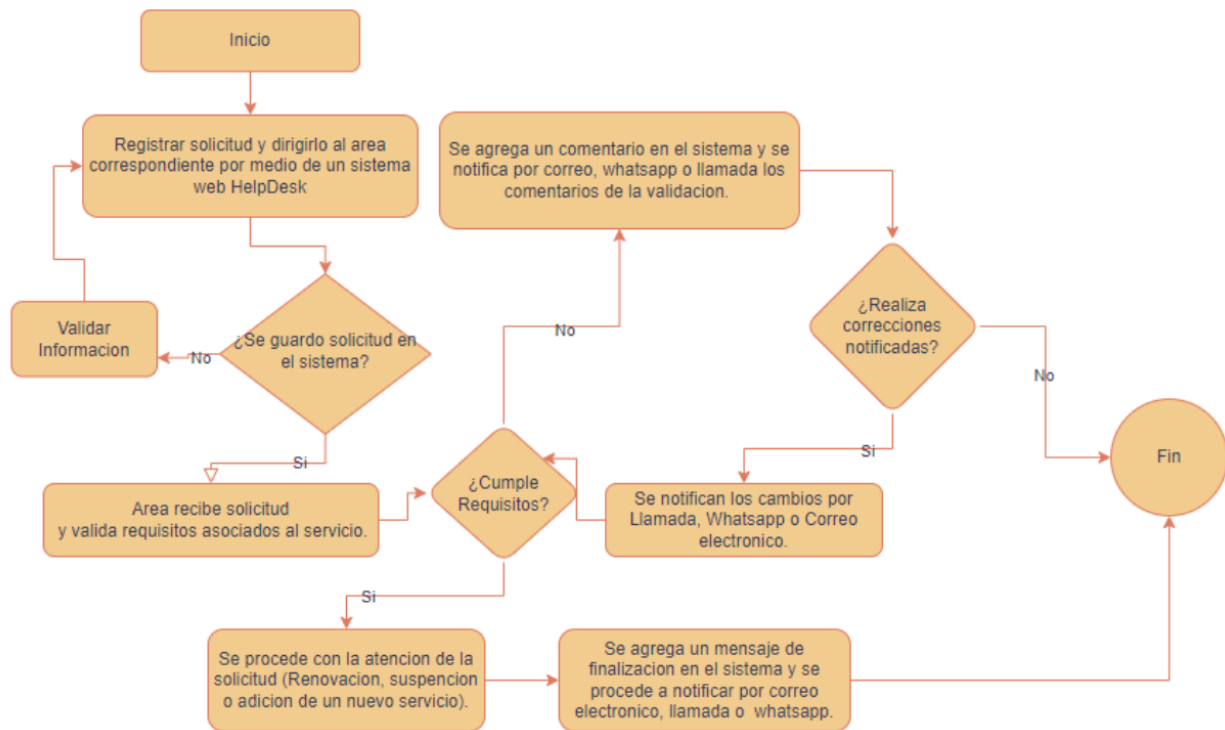 Inicio
Registrar solicitud y dirigirlo al area
correspondiente por medio de un sistema
web HelpDesk
Se agrega un comentario en el sistema y se
notifica por correo, whatsapp o llamada los
comentarios de la validacion.
¿Realiza
correcciones
notificadas?
Validar
Informacion
No
¿Se guardo solicitud en
el sistema?
No
No
Si
Si
Fin
Area recibe solicitud
y valida requisitos asociados al servicio.
¿Cumple
Requisitos?
Se notifican los cambios por
Llamada, Whatsapp o Correo
electronico.
Si
Se procede con la atencion de la
solicitud (Renovacion, suspencion
o adicion de un nuevo servicio).
Se agrega un mensaje de
finalizacion en el sistema y se
procede a notificar por correo
electronico, llamada o whatsapp.